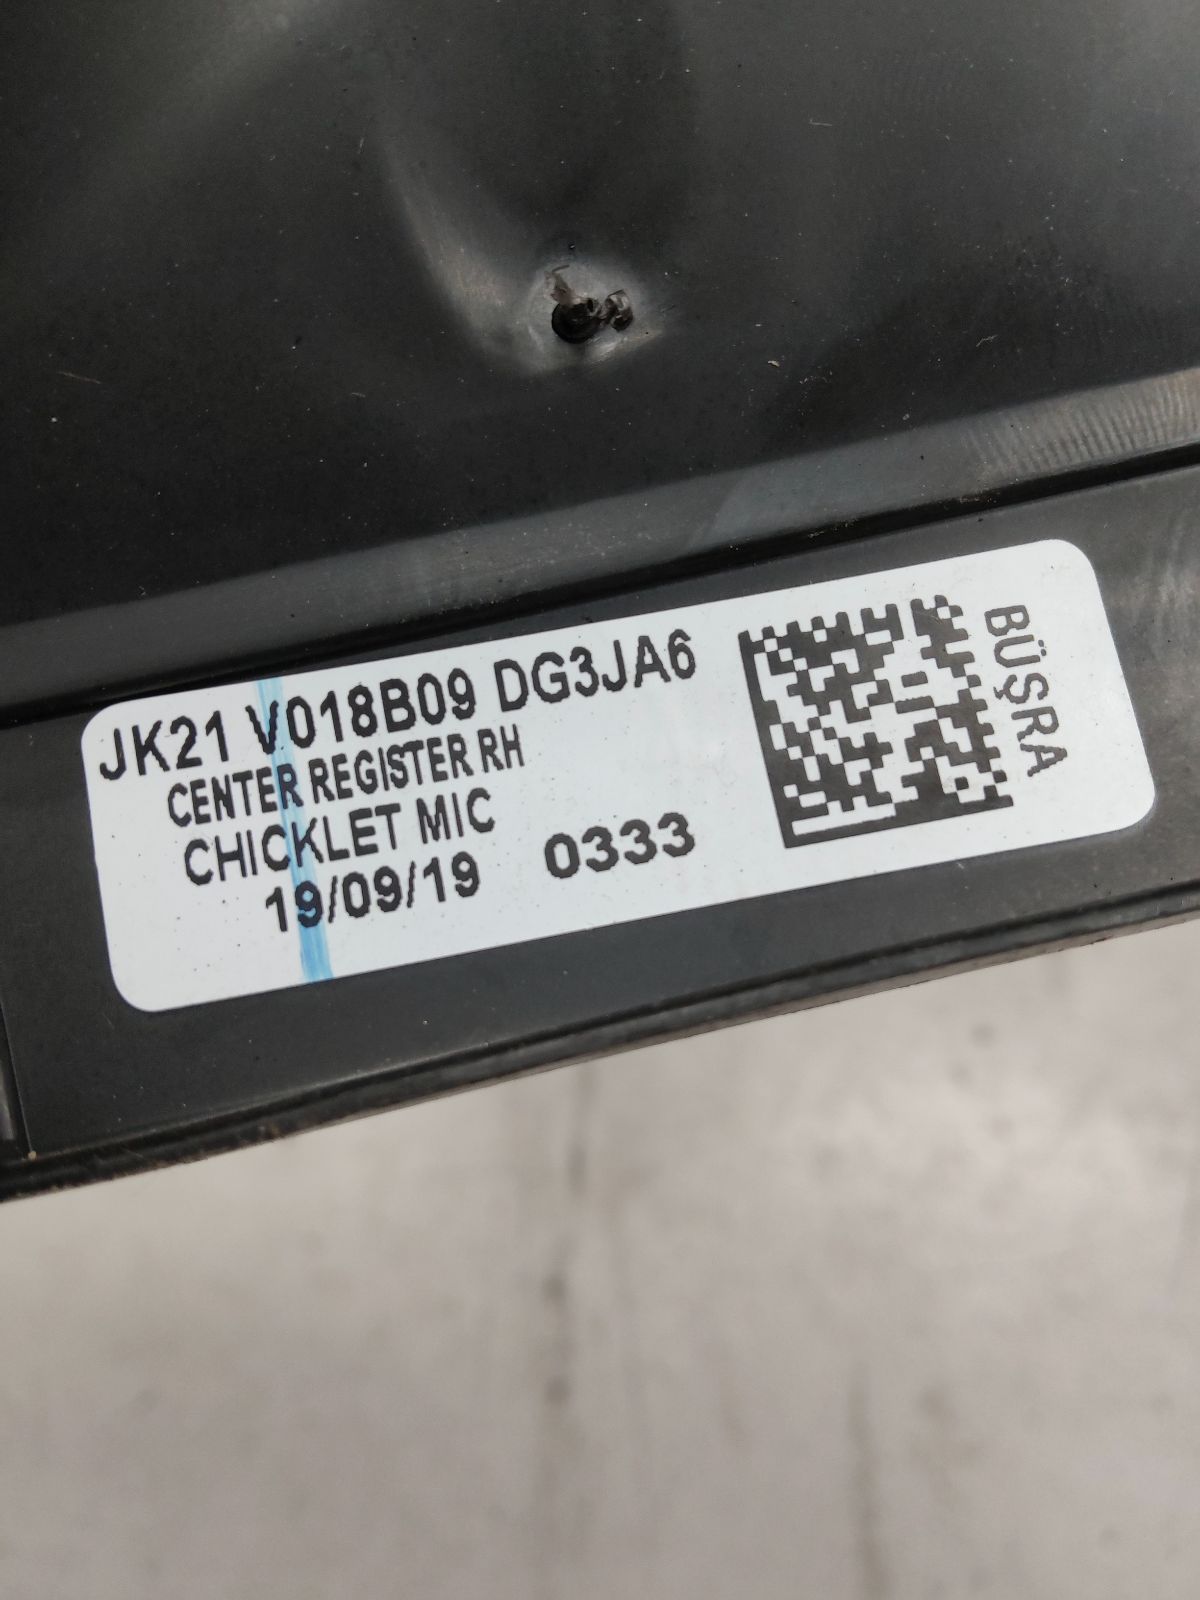 JK21 V018B09 DG3JA6
CENTER REGISTER RH
CHICKLET MIC
19/09/19 0333
BÜŞRA